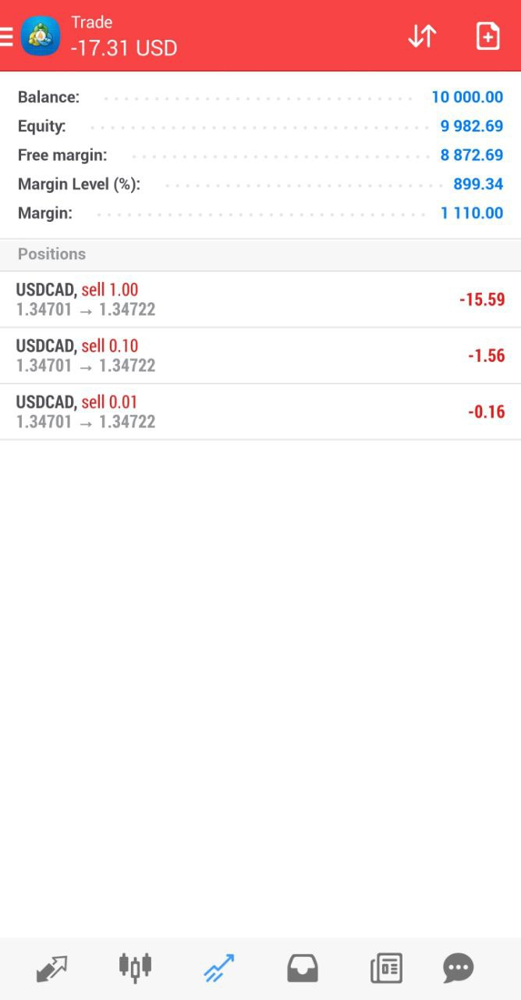 Trade
-17.31 USD
Balance: 10 000.00
Equity: 9 982.69
Free margin: 8 872.69
Margin Level (%): 899.34
Margin: 1 110.00
Positions
USDCAD, sell 1.00
1.34701 → 1.34722 -15.59
USDCAD, sell 0.10
1.34701 → 1.34722 -1.56
USDCAD, sell 0.01
1.34701 → 1.34722 -0.16